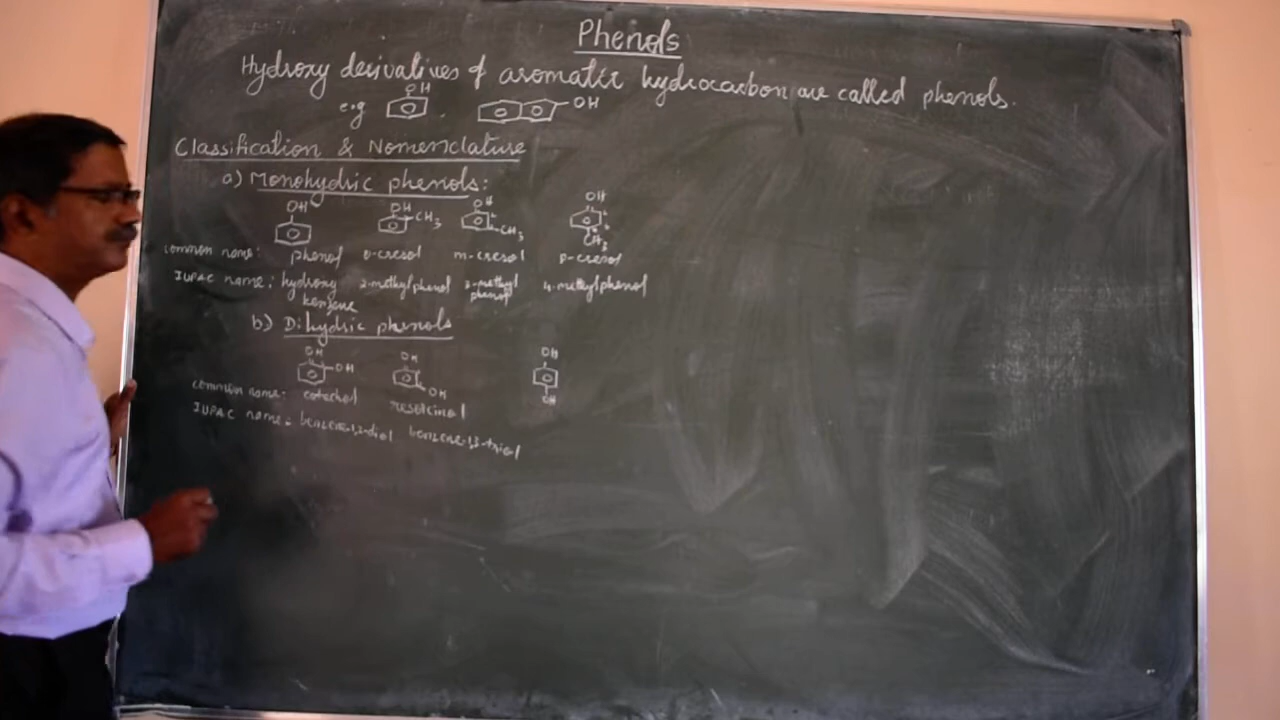 Phenols
Hydroxy derivatives of aromatic hydrocarbon are called phenols.
e.g OH OH
Classification & Nomenclature
a) Monohydric phenols:
OH OH CH3 OH CH3 OH CH3
common name: phenol o-cresol m-cresol p-cresol
IUPAC name: hydroxy benzene 2-methylphenol 3-methyl phenol 4-methylphenol
b) Dihydric phenols
OH OH OH OH OH OH
common name: catechol resorcinol
IUPAC name: benzene-1,2-diol benzene-1,3-triol